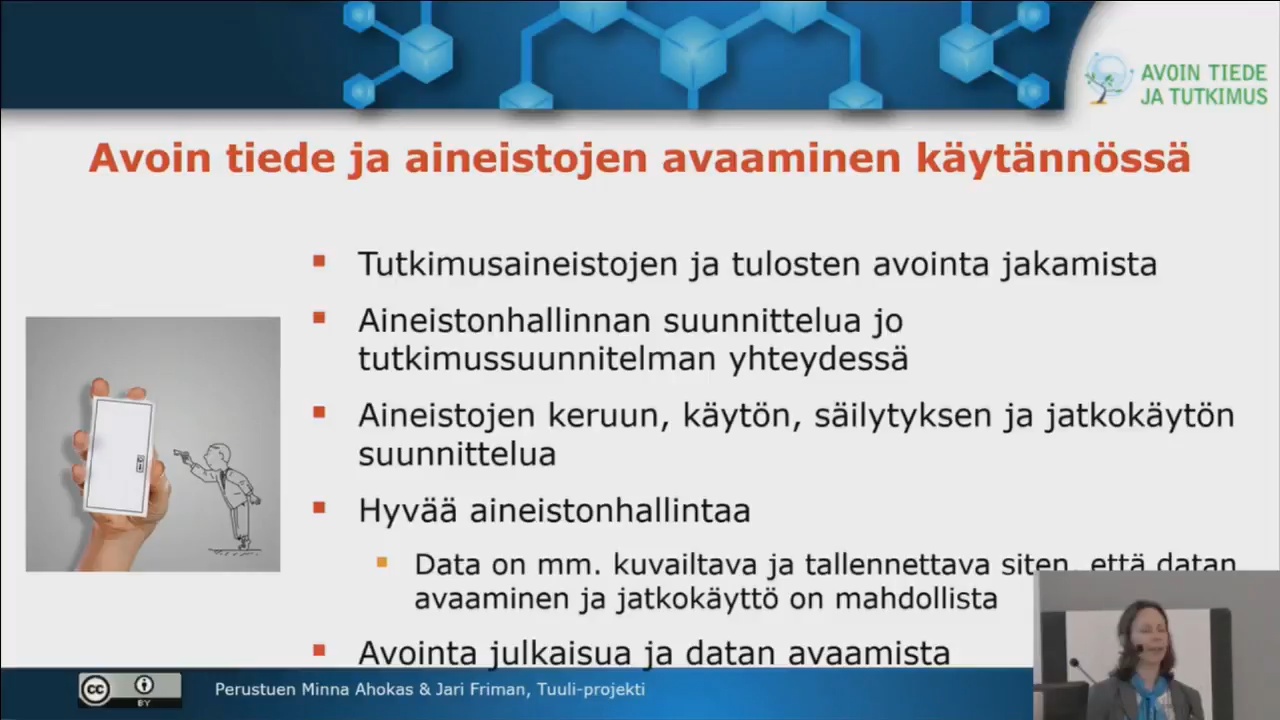 AVOIN TIEDE
JA TUTKIMUS
Avoin tiede ja aineistojen avaaminen käytännössä
Tutkimusaineistojen ja tulosten avointa jakamista
Aineistonhallinnan suunnittelua jo
tutkimussuunnitelman yhteydessä
Aineistojen keruun, käytön, säilytyksen ja jatkokäytön
suunnittelua
Hyvää aineistonhallintaa
Data on mm. kuvailtava ja tallennettava siten, että datan
avaaminen ja jatkokäyttö on mahdollista
Avointa julkaisua ja datan avaamista
cc BY
Perustuen Minna Ahokas & Jari Friman, Tuuli-projekti